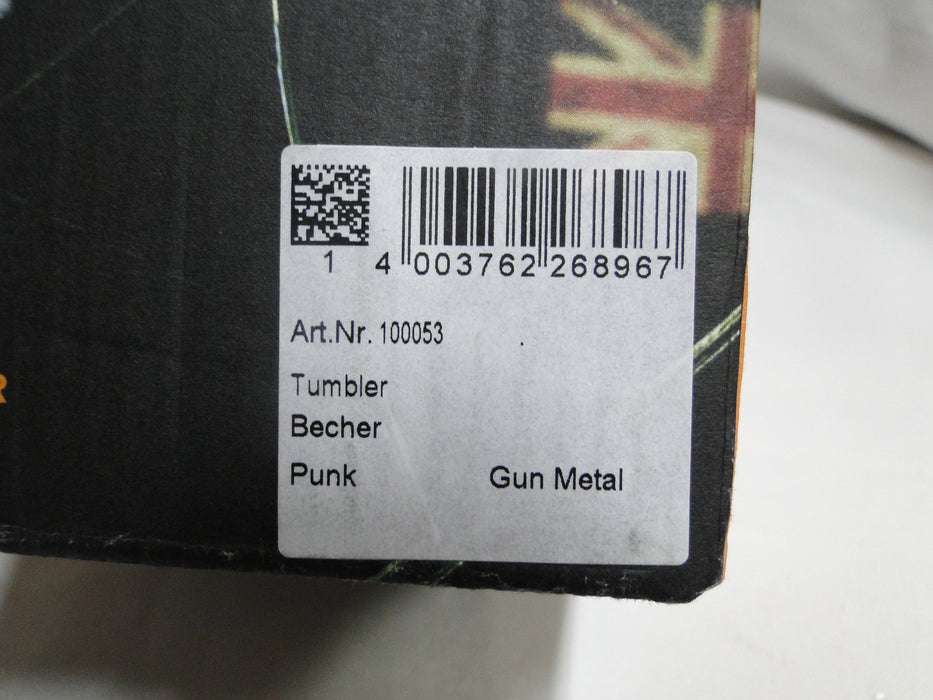 1 4 003762 268967
Art.Nr. 100053
Tumbler
Becher
Punk Gun Metal
R